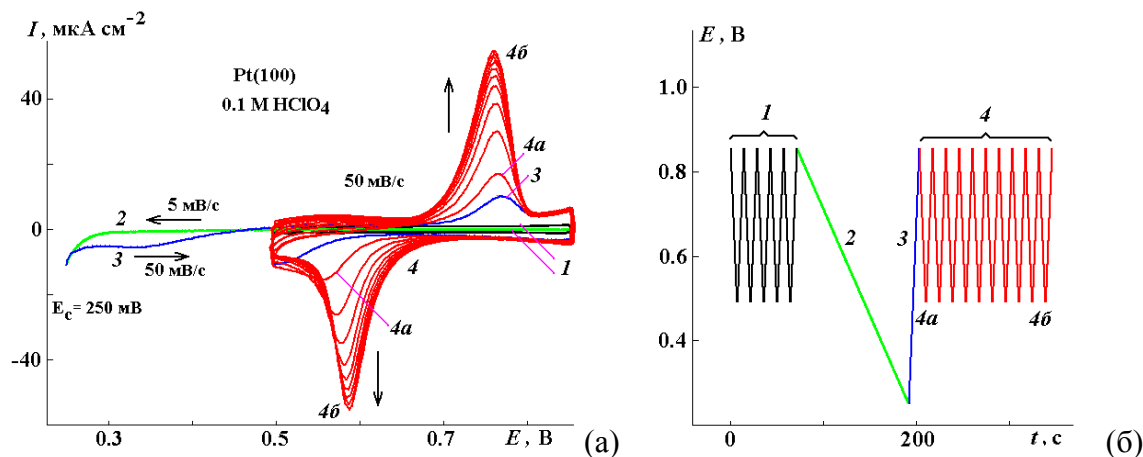 I, мкА см⁻²
Pt(100)
0.1 М HClO₄
40
0
-40
4б
4а
3
50 мВ/с
5 мВ/с
2
3
50 мВ/с
E_c= 250 мВ
4
1
4а
4б
0.3
0.5
0.7
E, В
(а)
E, В
1.0
0.8
0.6
0.4
1
4
2
3
4а
4б
0
200
t, с
(б)